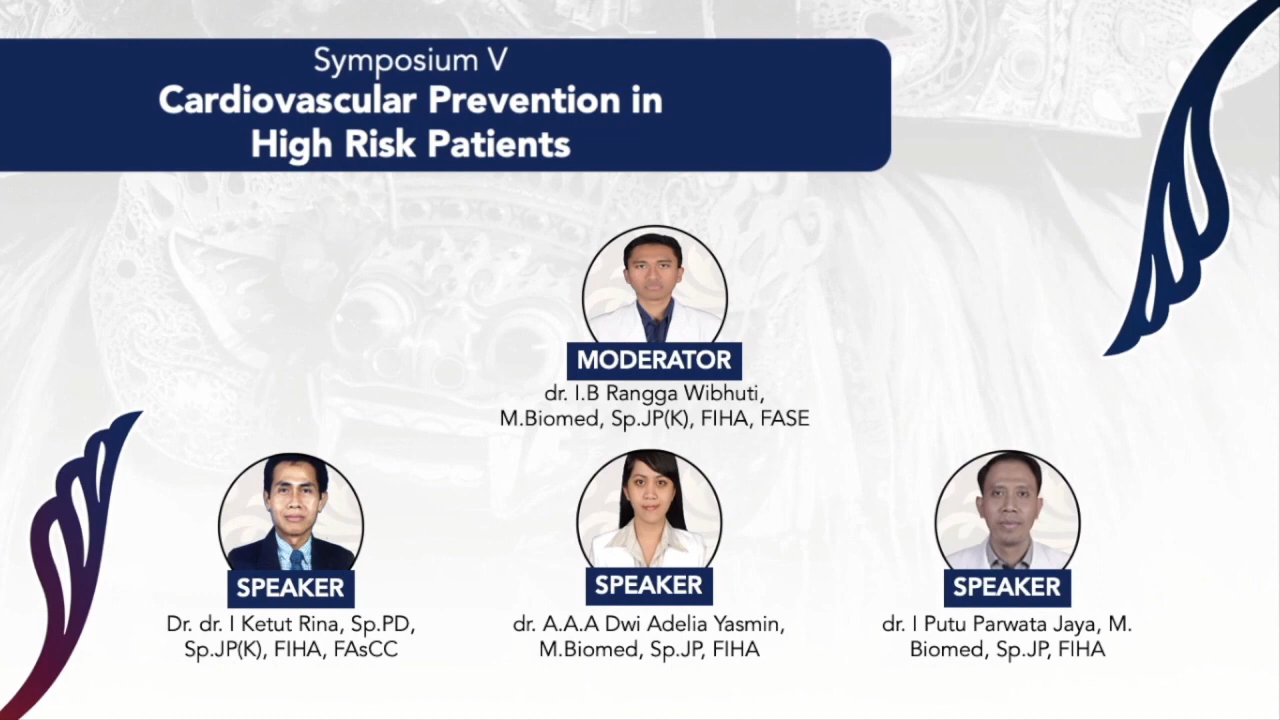 Symposium V
Cardiovascular Prevention in
High Risk Patients
MODERATOR
dr. I.B Rangga Wibhuti,
M.Biomed, Sp.JP(K), FIHA, FASE
SPEAKER
Dr. dr. I Ketut Rina, Sp.PD,
Sp.JP(K), FIHA, FAsCC
SPEAKER
dr. A.A.A Dwi Adelia Yasmin,
M.Biomed, Sp.JP, FIHA
SPEAKER
dr. I Putu Parwata Jaya, M.
Biomed, Sp.JP, FIHA